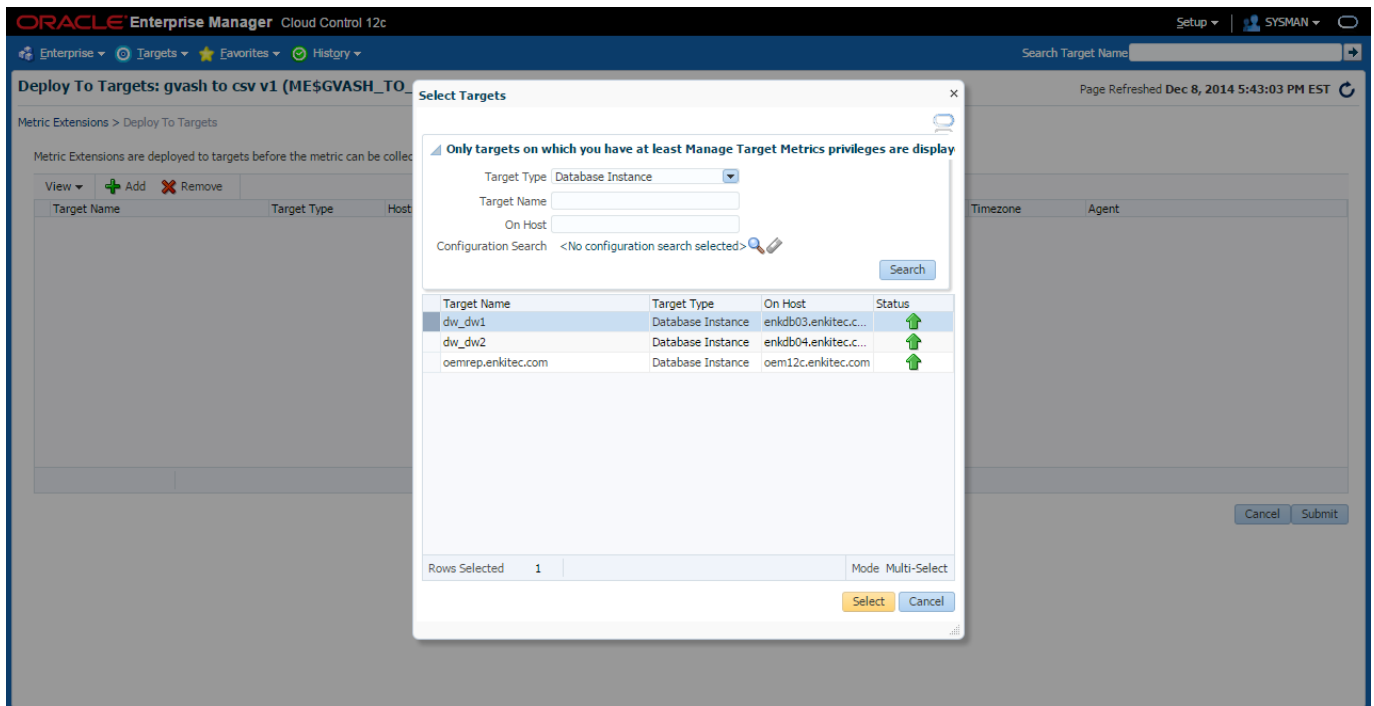 ORACLE Enterprise Manager Cloud Control 12c
Setup SYSMAN
Enterprise Targets Favorites History
Search Target Name
Deploy To Targets: gvash to csv v1 (ME$GVASH_TO_
Page Refreshed Dec 8, 2014 5:43:03 PM EST
Metric Extensions > Deploy To Targets
Metric Extensions are deployed to targets before the metric can be collec
View Add Remove
Target Name Target Type Host Timezone Agent
Cancel Submit
Select Targets
Only targets on which you have at least Manage Target Metrics privileges are display
Target Type Database Instance
Target Name
On Host
Configuration Search <No configuration search selected>
Search
Target Name Target Type On Host Status
dw_dw1 Database Instance enkdb03.enkitec.c...
dw_dw2 Database Instance enkdb04.enkitec.c...
oemrep.enkitec.com Database Instance oem12c.enkitec.com
Rows Selected 1 Mode Multi-Select
Select Cancel